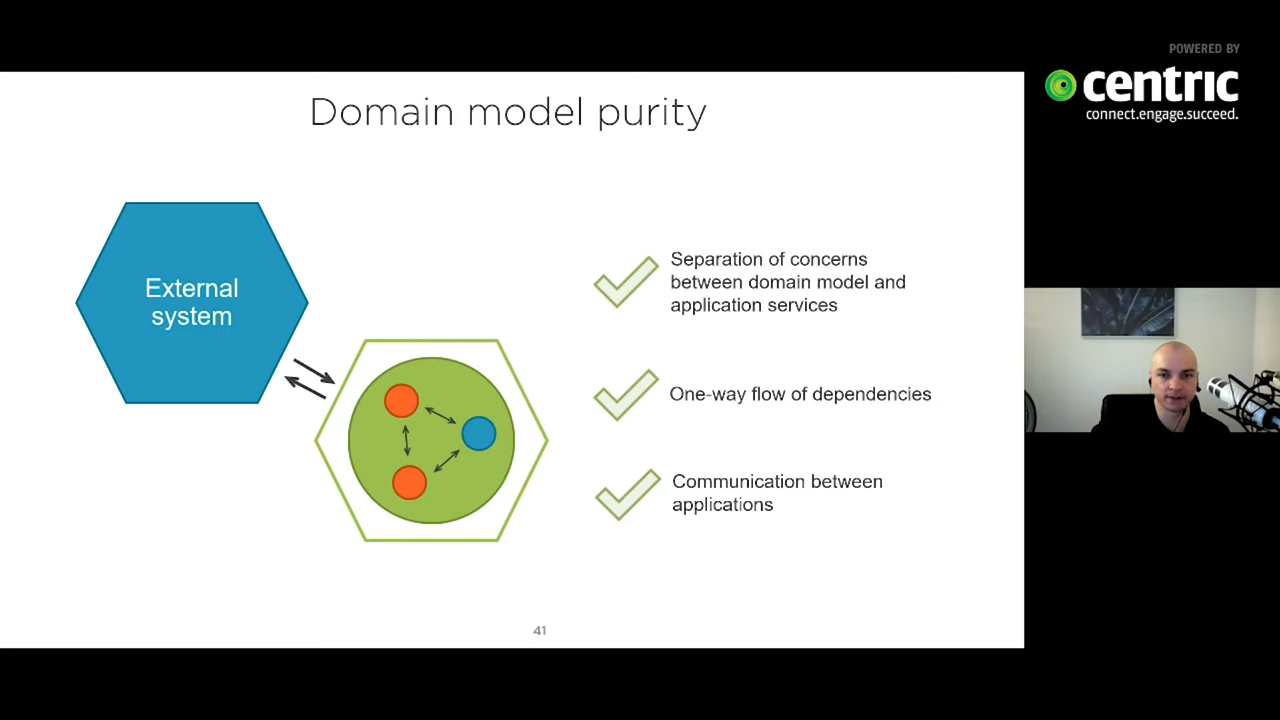 POWERED BY
centric
connect.engage.succeed.
Domain model purity
External
system
Separation of concerns
between domain model and
application services
One-way flow of dependencies
Communication between
applications
41